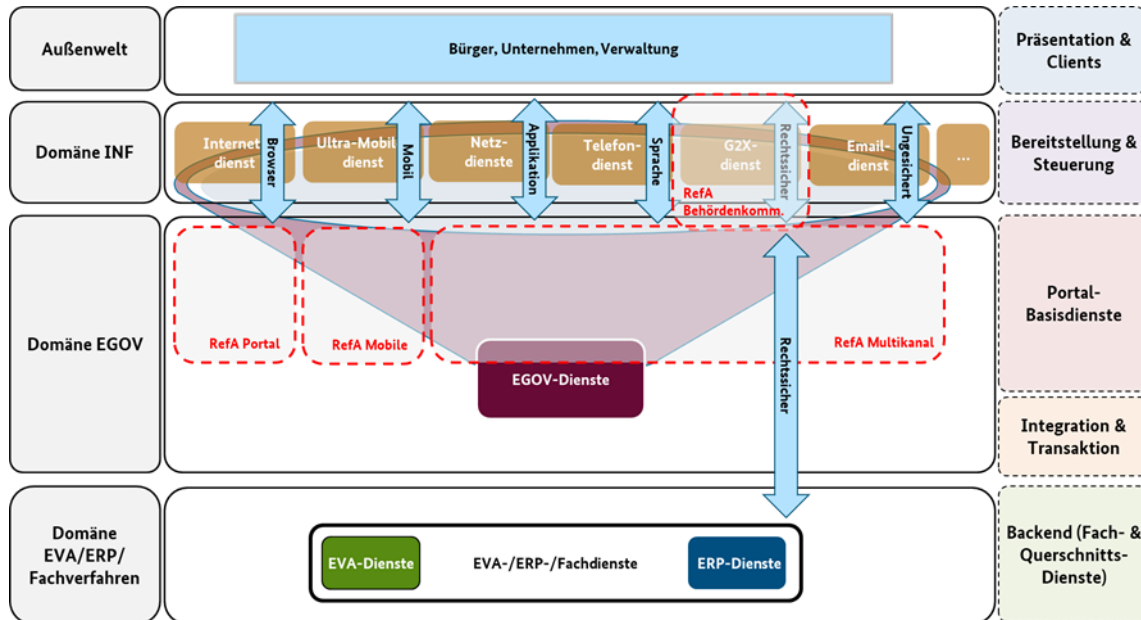 Außenwelt
Bürger, Unternehmen, Verwaltung
Präsentation &
Clients
Domäne INF
Internet
dienst
Browser
Ultra-Mobil
dienst
Mobil
Netz-
dienste
Applikation
Telefon-
dienst
Sprache
G2X-
dienst
Rechtssicher
RefA
Behördenkomm.
Email-
dienst
Ungesichert
...
Bereitstellung &
Steuerung
Domäne EGOV
RefA Portal
RefA Mobile
RefA Multikanal
EGOV-Dienste
Rechtssicher
Portal-
Basisdienste
Integration &
Transaktion
Domäne
EVA/ERP/
Fachverfahren
EVA-Dienste
EVA-/ERP-/Fachdienste
ERP-Dienste
Backend (Fach- &
Querschnitts-
Dienste)